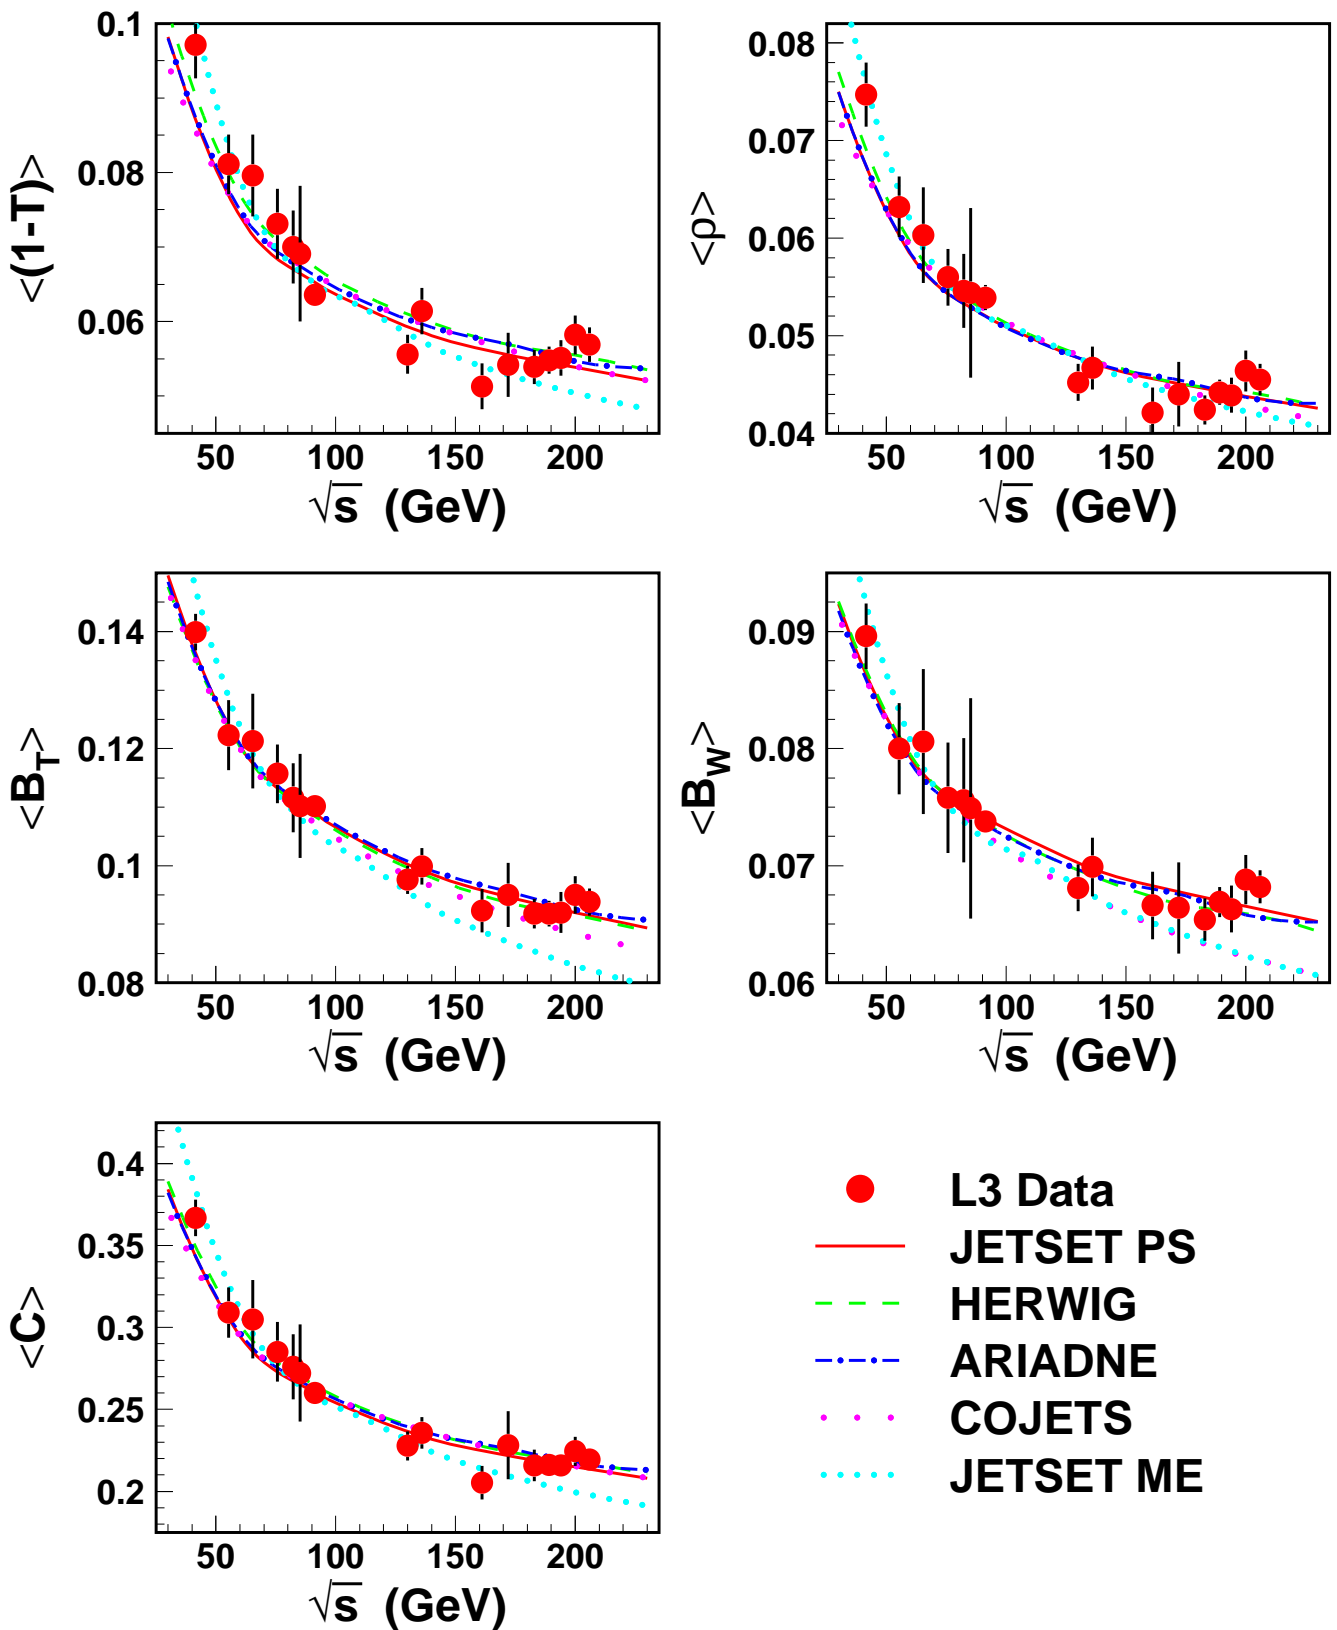 0.1
0.08
0.06
<(1-T)>
50 100 150 200
√s (GeV)
0.08
0.07
0.06
0.05
0.04
<ρ>
50 100 150 200
√s (GeV)
0.14
0.12
0.1
0.08
<B_T>
50 100 150 200
√s (GeV)
0.09
0.08
0.07
0.06
<B_W>
50 100 150 200
√s (GeV)
0.4
0.35
0.3
0.25
0.2
<C>
50 100 150 200
√s (GeV)
L3 Data
JETSET PS
HERWIG
ARIADNE
COJETS
JETSET ME